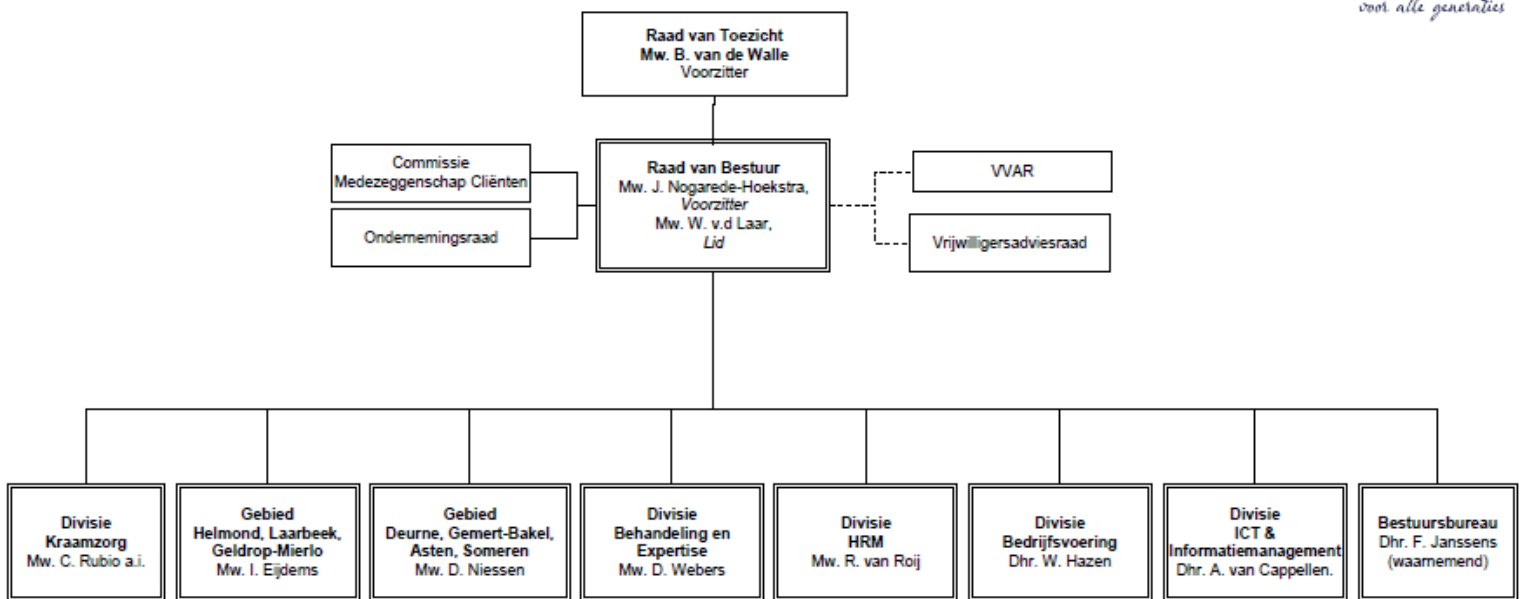 voor alle generaties
Raad van Toezicht
Mw. B. van de Walle
Voorzitter
Commissie
Medezeggenschap Cliënten
Ondernemingsraad
Raad van Bestuur
Mw. J. Nogarede-Hoekstra,
Voorzitter
Mw. W. v.d Laar,
Lid
VVAR
Vrijwilligersadviesraad
Divisie
Kraamzorg
Mw. C. Rubio a.i.
Gebied
Helmond, Laarbeek,
Geldrop-Mierlo
Mw. I. Eijdems
Gebied
Deurne, Gemert-Bakel,
Asten, Someren
Mw. D. Niessen
Divisie
Behandeling en
Expertise
Mw. D. Webers
Divisie
HRM
Mw. R. van Roij
Divisie
Bedrijfsvoering
Dhr. W. Hazen
Divisie
ICT &
Informatiemanagement
Dhr. A. van Cappellen.
Bestuursbureau
Dhr. F. Janssens
(waarnemend)